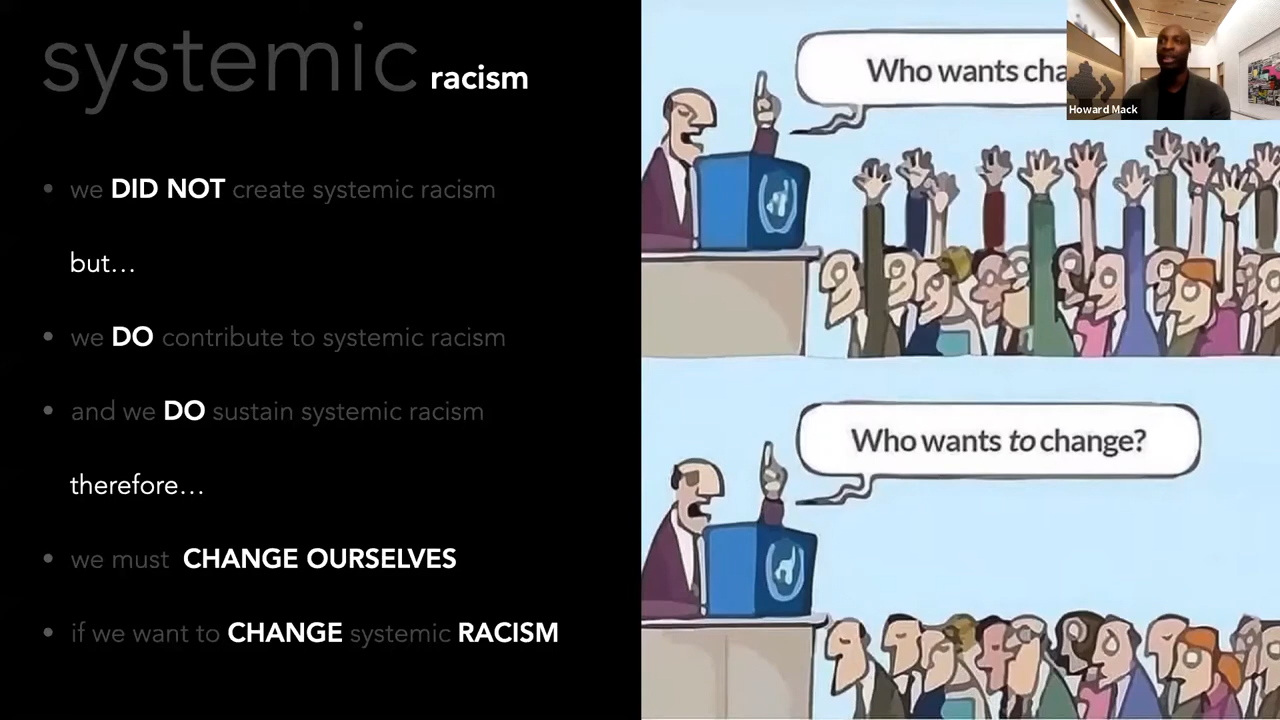 systemic racism
• we DID NOT create systemic racism
but...
• we DO contribute to systemic racism
• and we DO sustain systemic racism
therefore...
• we must CHANGE OURSELVES
• if we want to CHANGE systemic RACISM
Who wants cha
Howard Mack
Who wants to change?